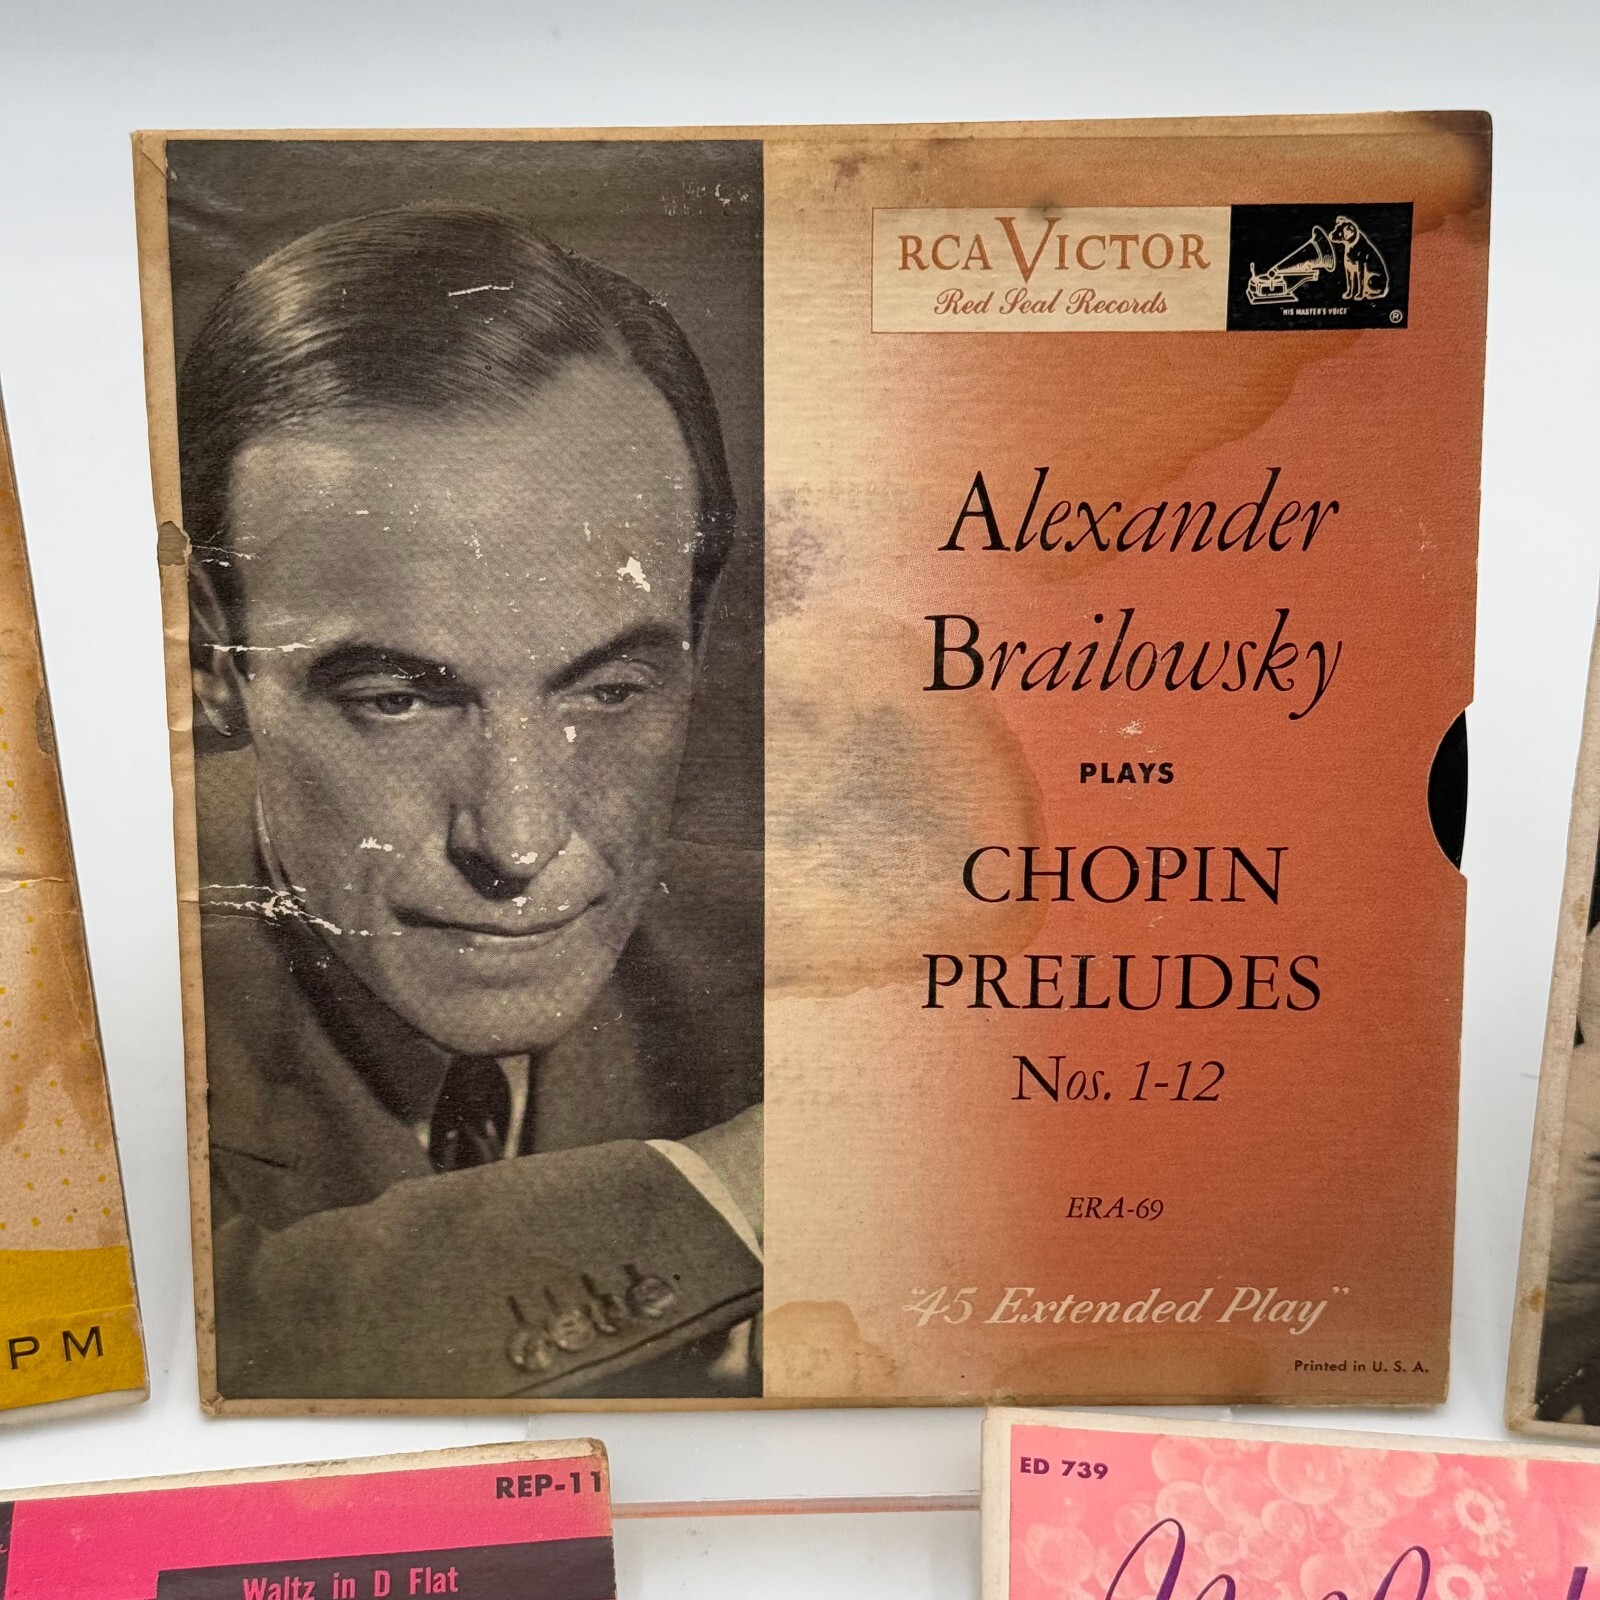 RCA VICTOR
Red Seal Records
"HIS MASTER'S VOICE"
®
Alexander
Brailowsky
PLAYS
CHOPIN
PRELUDES
Nos. 1-12
ERA-69
"45 Extended Play"
Printed in U. S. A.
PM
REP-11
Waltz in D Flat
ED 739